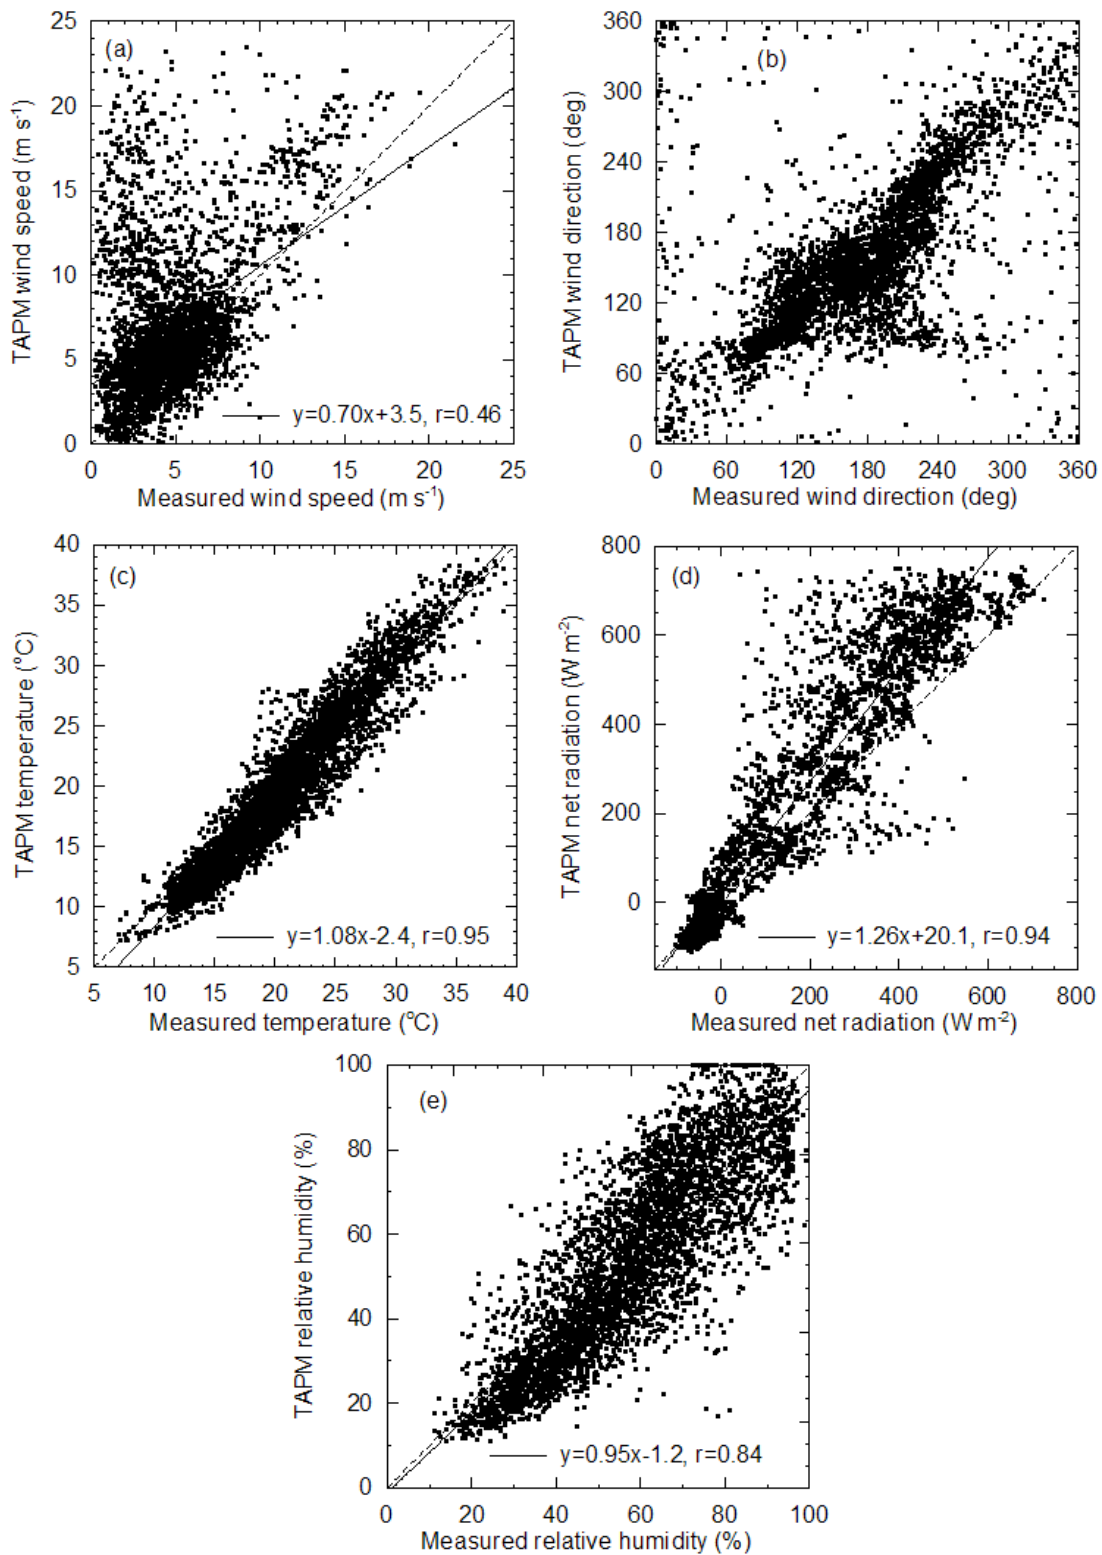 (a)
25
20
15
10
5
0
TAPM wind speed (m s⁻¹)
y=0.70x+3.5, r=0.46
0 5 10 15 20 25
Measured wind speed (m s⁻¹)
(b)
360
300
240
180
120
60
0
TAPM wind direction (deg)
0 60 120 180 240 300 360
Measured wind direction (deg)
(c)
40
35
30
25
20
15
10
5
TAPM temperature (°C)
y=1.08x-2.4, r=0.95
5 10 15 20 25 30 35 40
Measured temperature (°C)
(d)
800
600
400
200
0
TAPM net radiation (W m⁻²)
y=1.26x+20.1, r=0.94
0 200 400 600 800
Measured net radiation (W m⁻²)
(e)
100
80
60
40
20
0
TAPM relative humidity (%)
y=0.95x-1.2, r=0.84
0 20 40 60 80 100
Measured relative humidity (%)